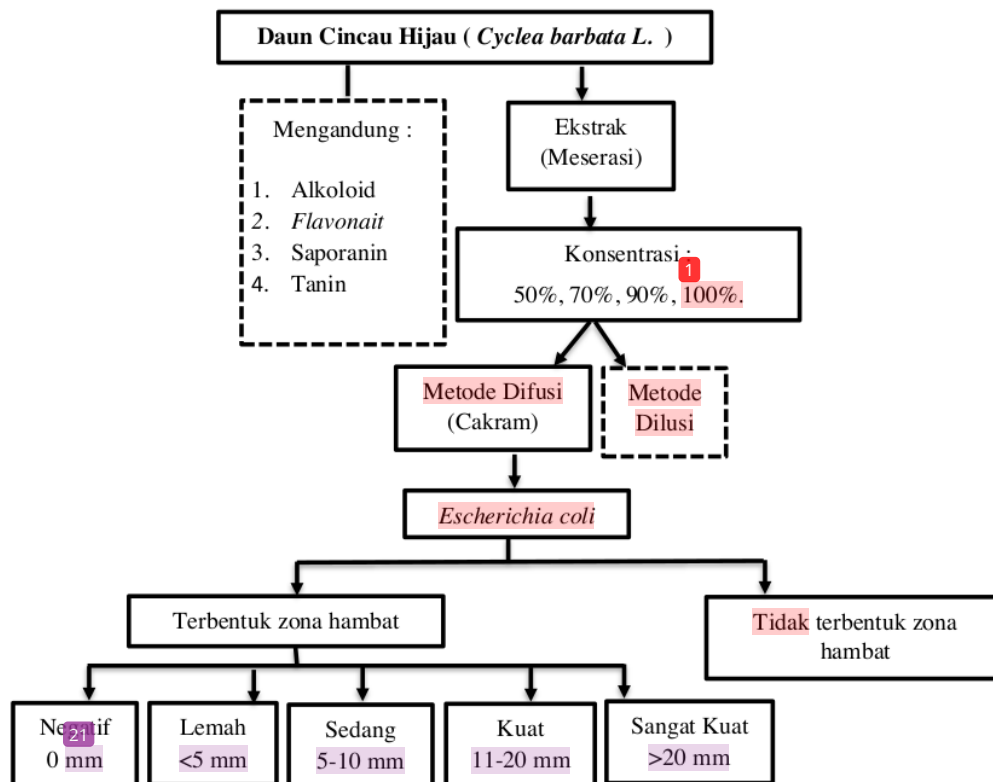 Daun Cincau Hijau ( Cyclea barbata L. )
Mengandung :
1. Alkoloid
2. Flavonait
3. Saporanin
4. Tanin
Ekstrak
(Meserasi)
Konsentrasi :
1
50%, 70%, 90%, 100%.
Metode Difusi
(Cakram)
Metode
Dilusi
Escherichia coli
Terbentuk zona hambat
Tidak terbentuk zona
hambat
Negatif
21
0 mm
Lemah
<5 mm
Sedang
5-10 mm
Kuat
11-20 mm
Sangat Kuat
>20 mm